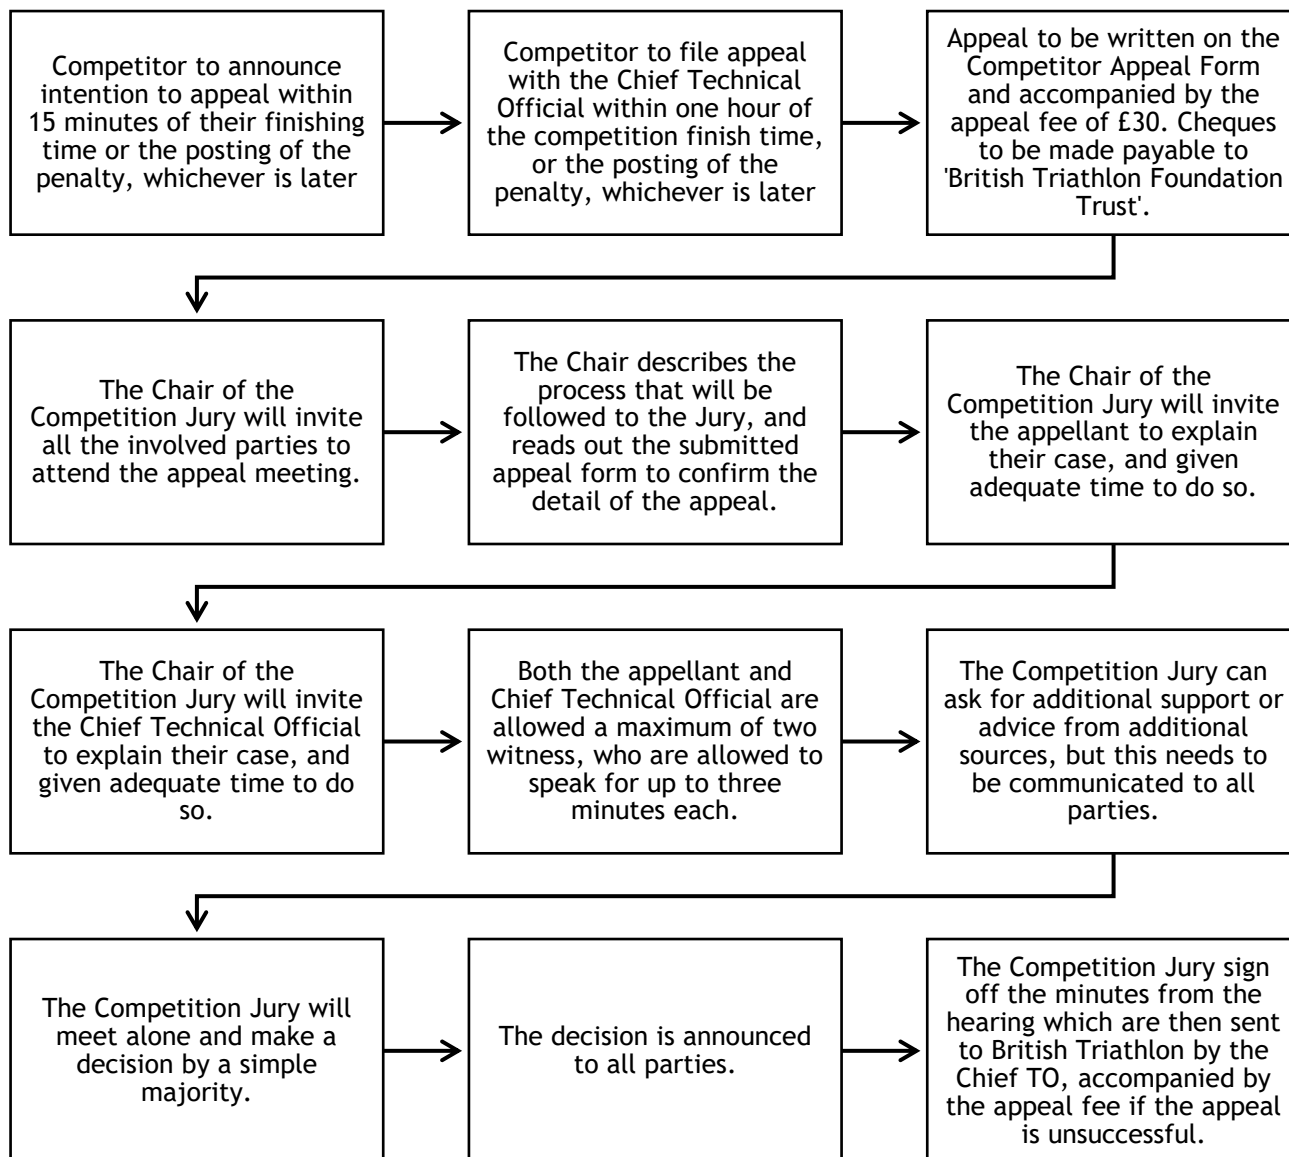 Competitor to announce
intention to appeal within
15 minutes of their finishing
time or the posting of the
penalty, whichever is later
Competitor to file appeal
with the Chief Technical
Official within one hour of
the competition finish time,
or the posting of the
penalty, whichever is later
Appeal to be written on the
Competitor Appeal Form
and accompanied by the
appeal fee of £30. Cheques
to be made payable to
'British Triathlon Foundation
Trust'.
The Chair of the
Competition Jury will invite
all the involved parties to
attend the appeal meeting.
The Chair describes the
process that will be
followed to the Jury, and
reads out the submitted
appeal form to confirm the
detail of the appeal.
The Chair of the
Competition Jury will invite
the appellant to explain
their case, and given
adequate time to do so.
The Chair of the
Competition Jury will invite
the Chief Technical Official
to explain their case, and
given adequate time to do
so.
Both the appellant and
Chief Technical Official are
allowed a maximum of two
witness, who are allowed to
speak for up to three
minutes each.
The Competition Jury can
ask for additional support or
advice from additional
sources, but this needs to
be communicated to all
parties.
The Competition Jury will
meet alone and make a
decision by a simple
majority.
The decision is announced
to all parties.
The Competition Jury sign
off the minutes from the
hearing which are then sent
to British Triathlon by the
Chief TO, accompanied by
the appeal fee if the appeal
is unsuccessful.